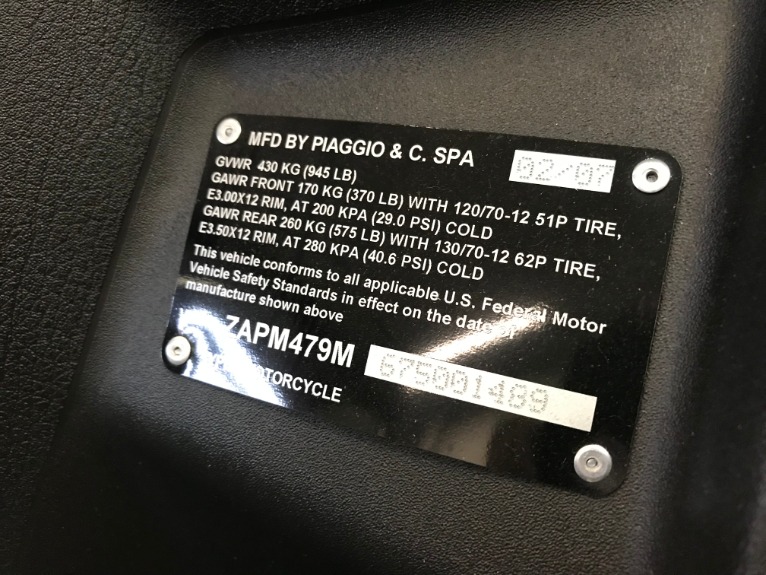 MFD BY PIAGGIO & C. SPA 02/07
GVWR 430 KG (945 LB)
GAWR FRONT 170 KG (370 LB) WITH 120/70-12 51P TIRE,
E3.00X12 RIM, AT 200 KPA (29.0 PSI) COLD
GAWR REAR 260 KG (575 LB) WITH 130/70-12 62P TIRE,
E3.50X12 RIM, AT 280 KPA (40.6 PSI) COLD
This vehicle conforms to all applicable U.S. Federal Motor
Vehicle Safety Standards in effect on the date of
manufacture shown above
ZAPM479M 675001489
MOTORCYCLE